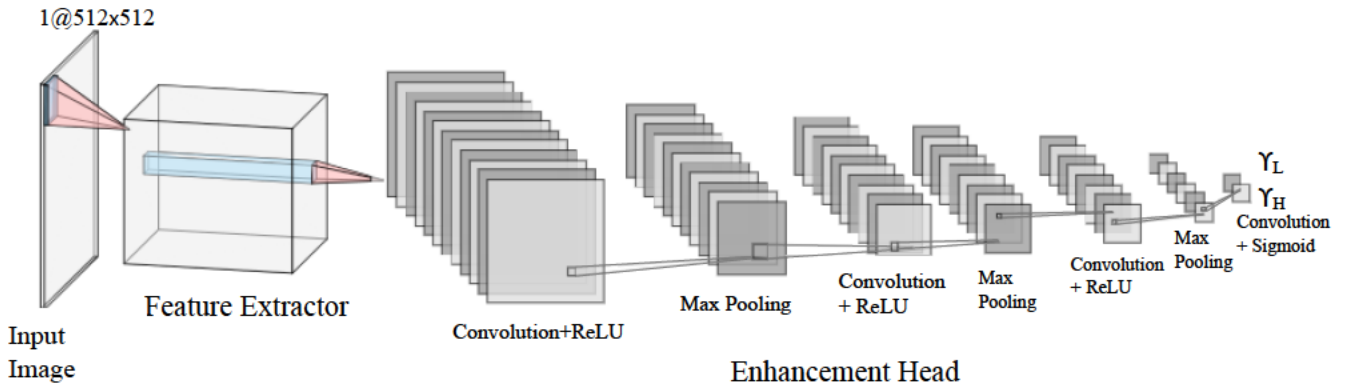 1@512x512
Input
Image
Feature Extractor
Convolution+ReLU
Max Pooling
Convolution
+ ReLU
Max
Pooling
Convolution
+ ReLU
Max
Pooling
ϒL
ϒH
Convolution
+ Sigmoid
Enhancement Head